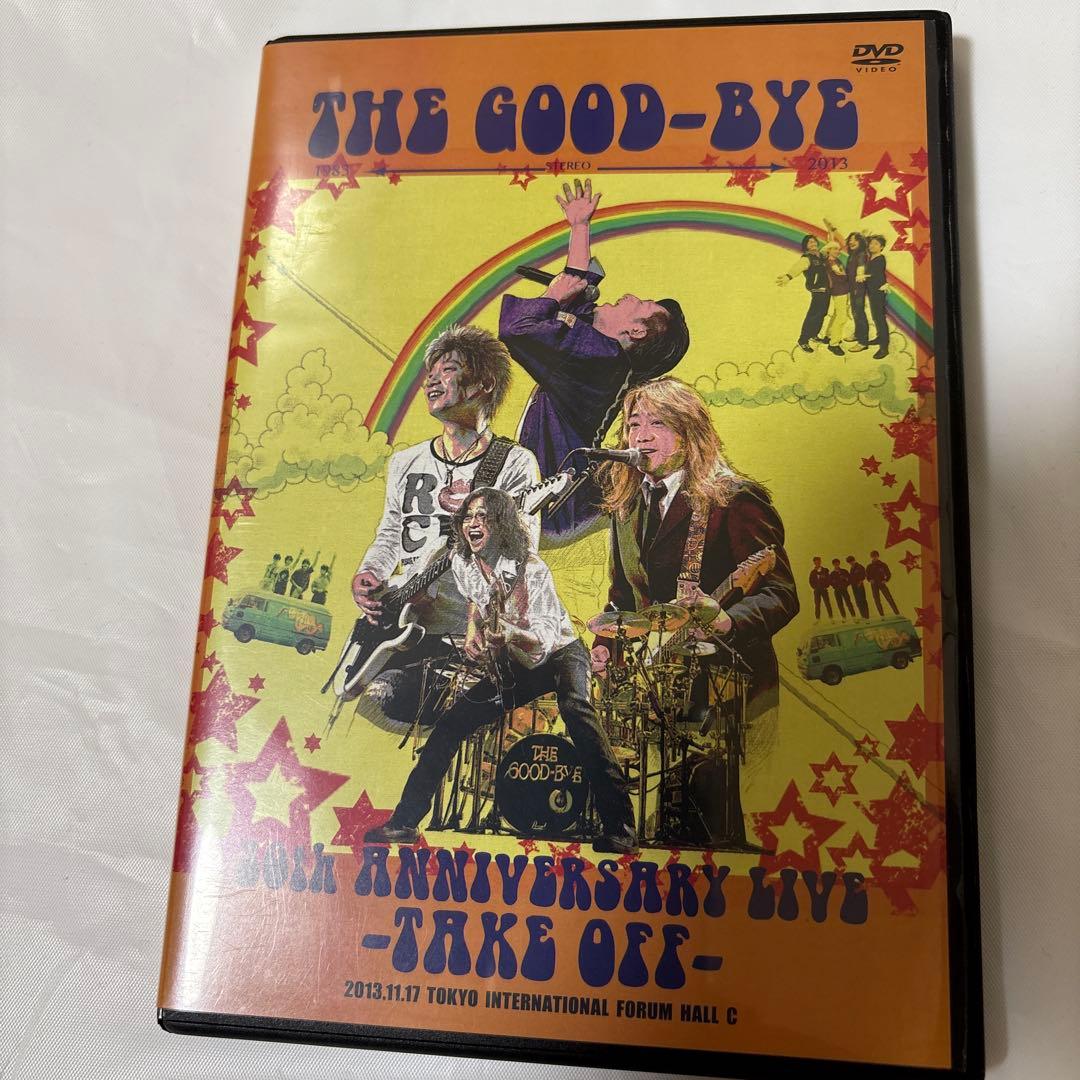 DVD
VIDEO
THE GOOD-BYE
1983 STEREO 2013
THE
GOOD-BYE
30th ANNIVERSARY LIVE
-TAKE OFF-
2013.11.17 TOKYO INTERNATIONAL FORUM HALL C